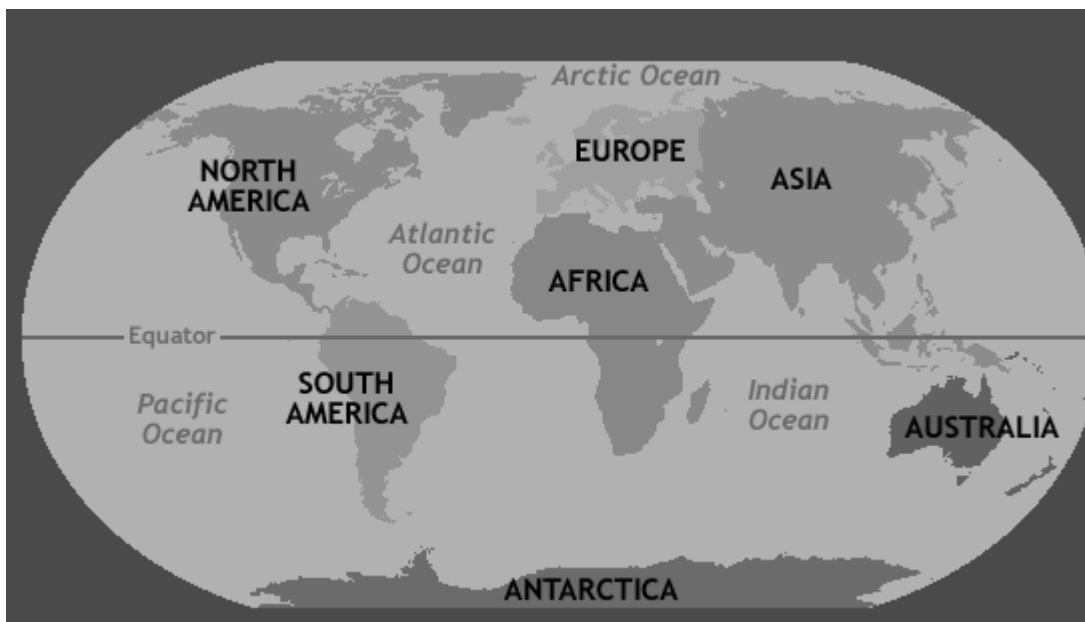 Arctic Ocean
NORTH
AMERICA
EUROPE
ASIA
Atlantic
Ocean
AFRICA
Equator
SOUTH
AMERICA
Pacific
Ocean
Indian
Ocean
AUSTRALIA
ANTARCTICA